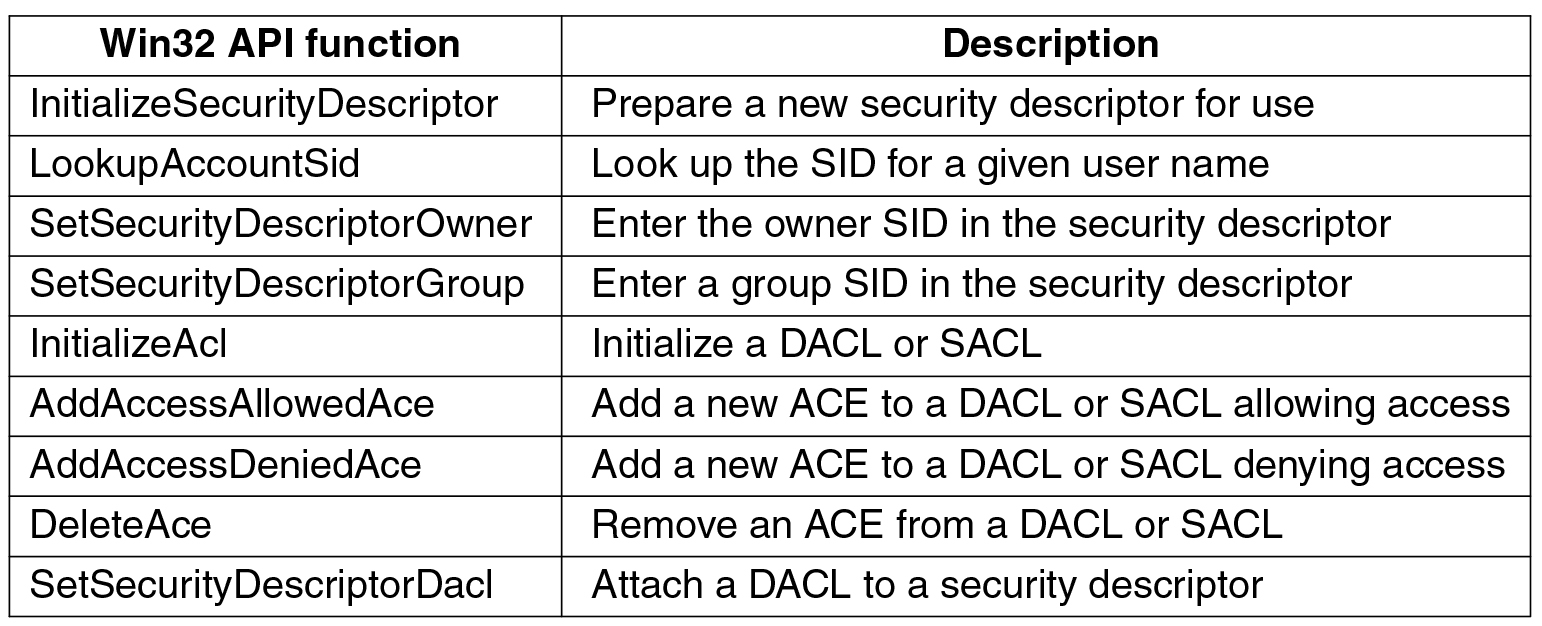 Win32 API function Description
InitializeSecurityDescriptor Prepare a new security descriptor for use
LookupAccountSid Look up the SID for a given user name
SetSecurityDescriptorOwner Enter the owner SID in the security descriptor
SetSecurityDescriptorGroup Enter a group SID in the security descriptor
InitializeAcl Initialize a DACL or SACL
AddAccessAllowedAce Add a new ACE to a DACL or SACL allowing access
AddAccessDeniedAce Add a new ACE to a DACL or SACL denying access
DeleteAce Remove an ACE from a DACL or SACL
SetSecurityDescriptorDacl Attach a DACL to a security descriptor